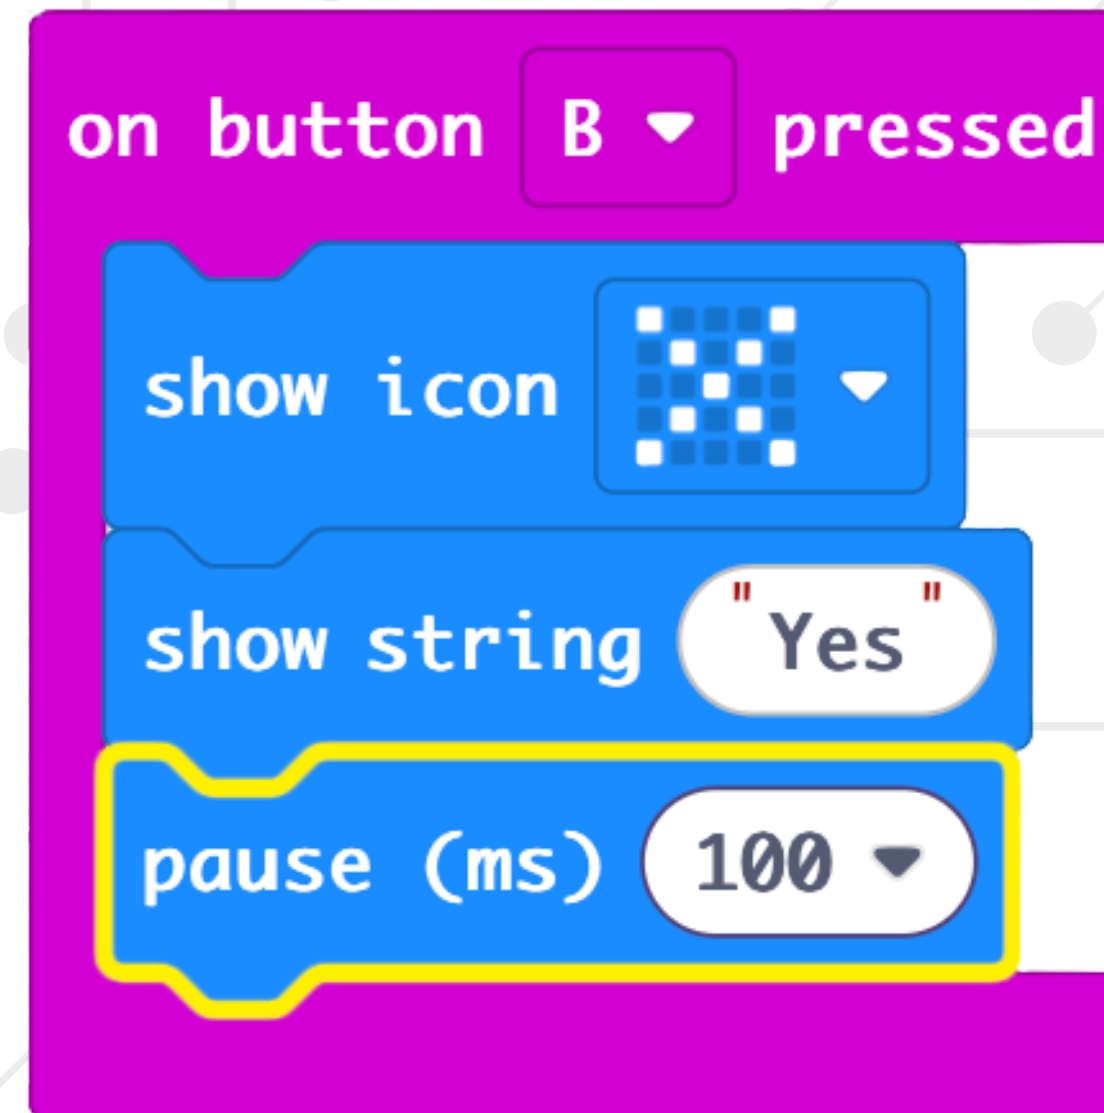 on button B pressed
show icon
show string "Yes"
pause (ms) 100